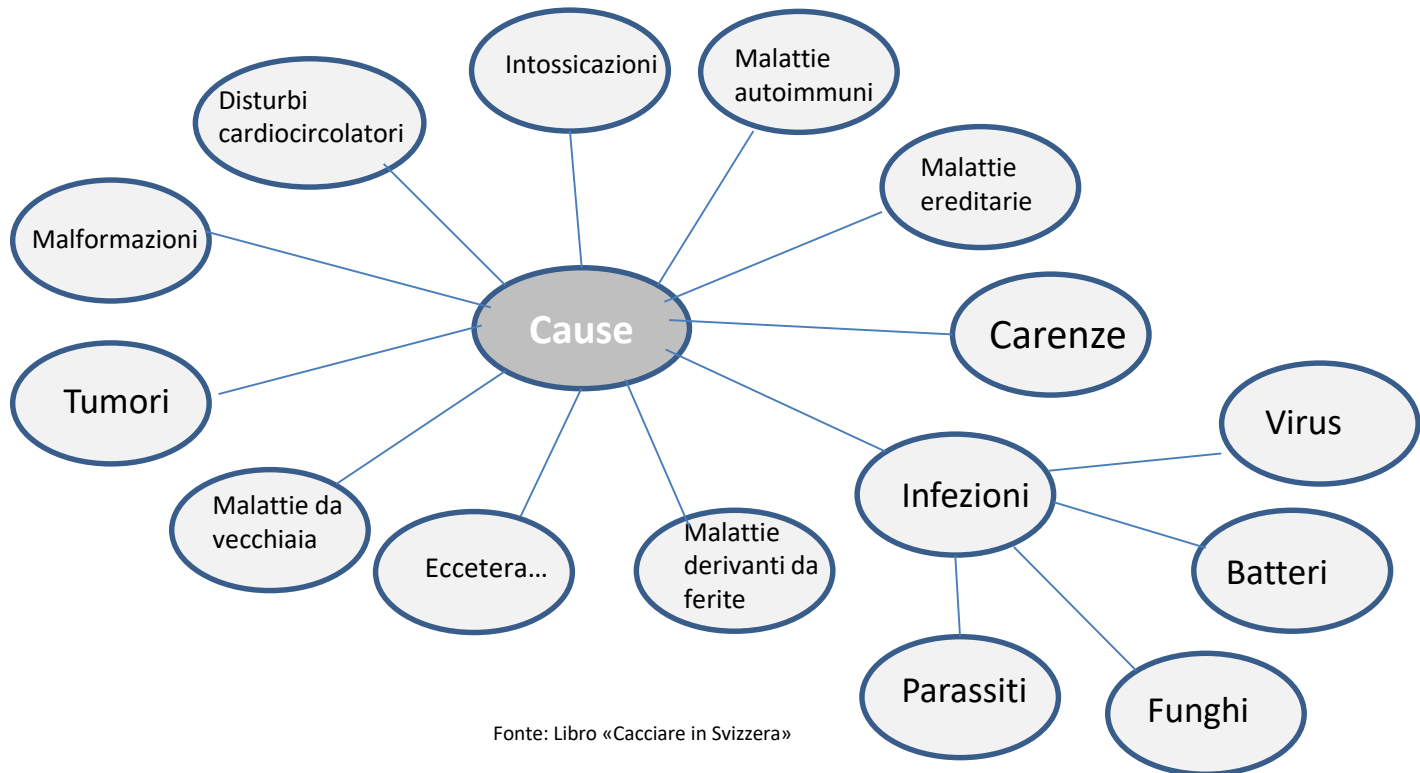 Intossicazioni
Malattie
autoimmuni
Disturbi
cardiocircolatori
Malattie
ereditarie
Malformazioni
Cause
Carenze
Tumori
Virus
Infezioni
Malattie da
vecchiaia
Eccetera...
Malattie
derivanti da
ferite
Batteri
Parassiti
Funghi
Fonte: Libro «Cacciare in Svizzera»